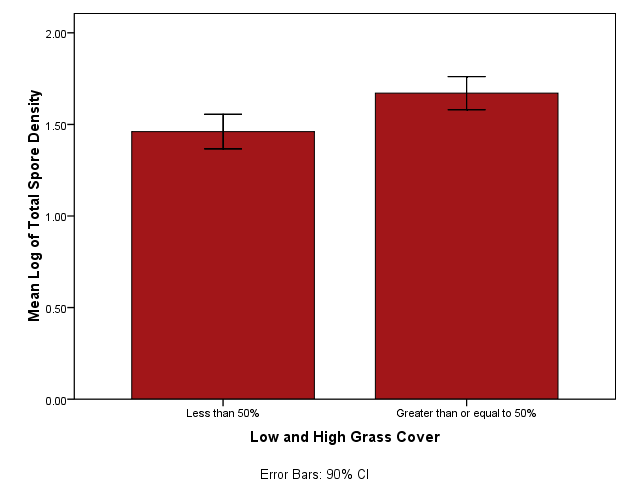 2.00
1.50
1.00
0.50
0.00
Mean Log of Total Spore Density
Less than 50%
Greater than or equal to 50%
Low and High Grass Cover
Error Bars: 90% CI